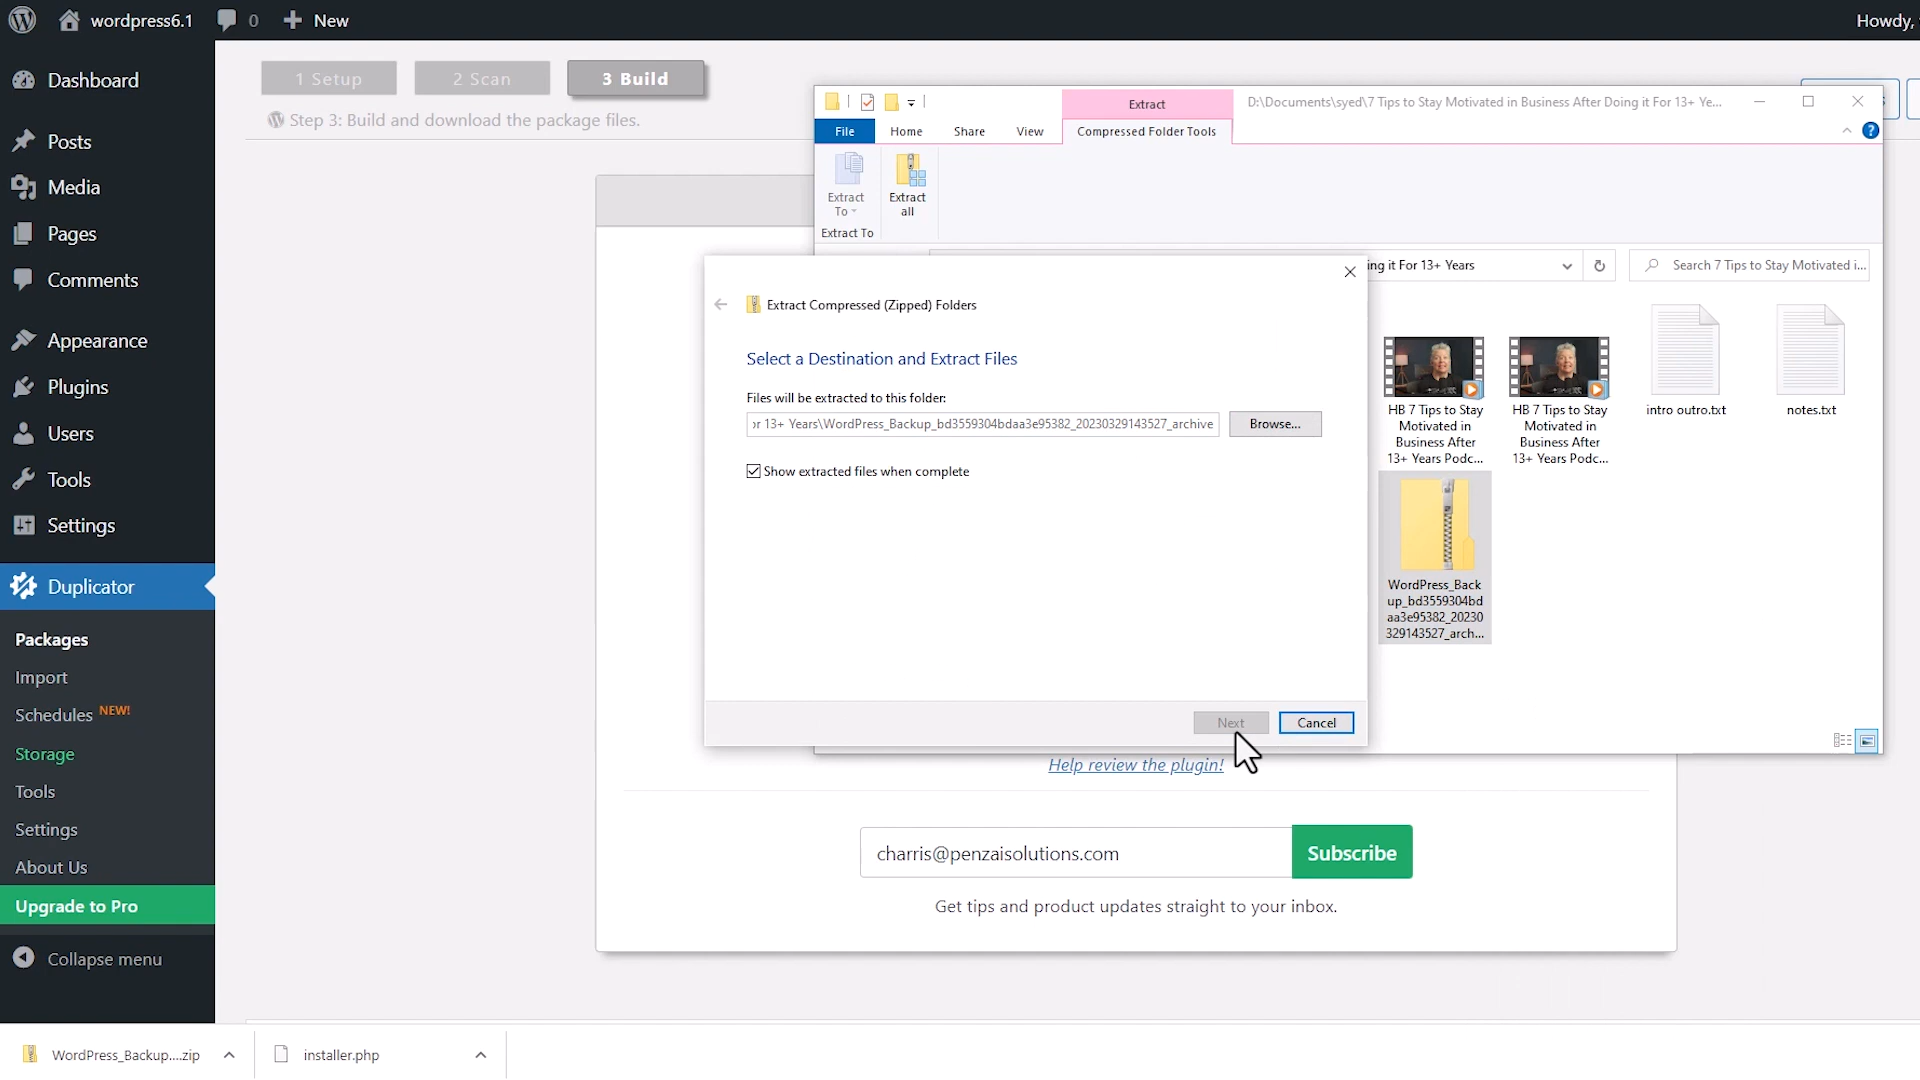 wordpress6.1
0
New
Howdy,
Dashboard
Posts
Media
Pages
Comments
Appearance
Plugins
Users
Tools
Settings
Duplicator
Packages
Import
Schedules NEW!
Storage
Tools
Settings
About Us
Upgrade to Pro
Collapse menu
1 Setup
2 Scan
3 Build
Step 3: Build and download the package files.
Extract
D:\Documents\syed\7 Tips to Stay Motivated in Business After Doing it For 13+ Ye...
File
Home
Share
View
Compressed Folder Tools
?
Extract
To
Extract
all
Extract To
ing it For 13+ Years
Search 7 Tips to Stay Motivated i...
HB 7 Tips to Stay
Motivated in
Business After
13+ Years Podc...
HB 7 Tips to Stay
Motivated in
Business After
13+ Years Podc...
intro outro.txt
notes.txt
WordPress_Back
up_bd3559304bd
aa3e95382_20230
329143527_arch...
Extract Compressed (Zipped) Folders
Select a Destination and Extract Files
Files will be extracted to this folder:
or 13+ Years\WordPress_Backup_bd3559304bdaa3e95382_20230329143527_archive
Browse...
Show extracted files when complete
Next
Cancel
Help review the plugin!
charris@penzaisolutions.com
Subscribe
Get tips and product updates straight to your inbox.
WordPress_Backup....zip
installer.php